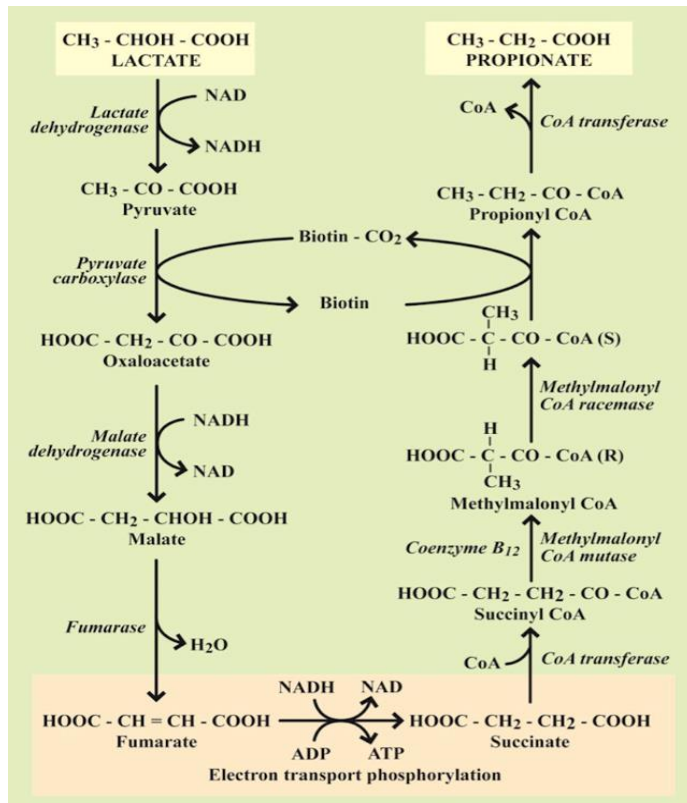 CH3 - CHOH - COOH
LACTATE
Lactate
dehydrogenase
NAD
NADH
CH3 - CO - COOH
Pyruvate
Pyruvate
carboxylase
Biotin - CO2
Biotin
HOOC - CH2 - CO - COOH
Oxaloacetate
Malate
dehydrogenase
NADH
NAD
HOOC - CH2 - CHOH - COOH
Malate
Fumarase
H2O
HOOC - CH = CH - COOH
Fumarate
NADH
NAD
ADP
ATP
Electron transport phosphorylation
HOOC - CH2 - CH2 - COOH
Succinate
CoA
CoA transferase
HOOC - CH2 - CH2 - CO - CoA
Succinyl CoA
Coenzyme B12
Methylmalonyl
CoA mutase
H
HOOC - C - CO - CoA (R)
CH3
Methylmalonyl CoA
Methylmalonyl
CoA racemase
CH3
HOOC - C - CO - CoA (S)
H
CH3 - CH2 - CO - CoA
Propionyl CoA
CoA
CoA transferase
CH3 - CH2 - COOH
PROPIONATE